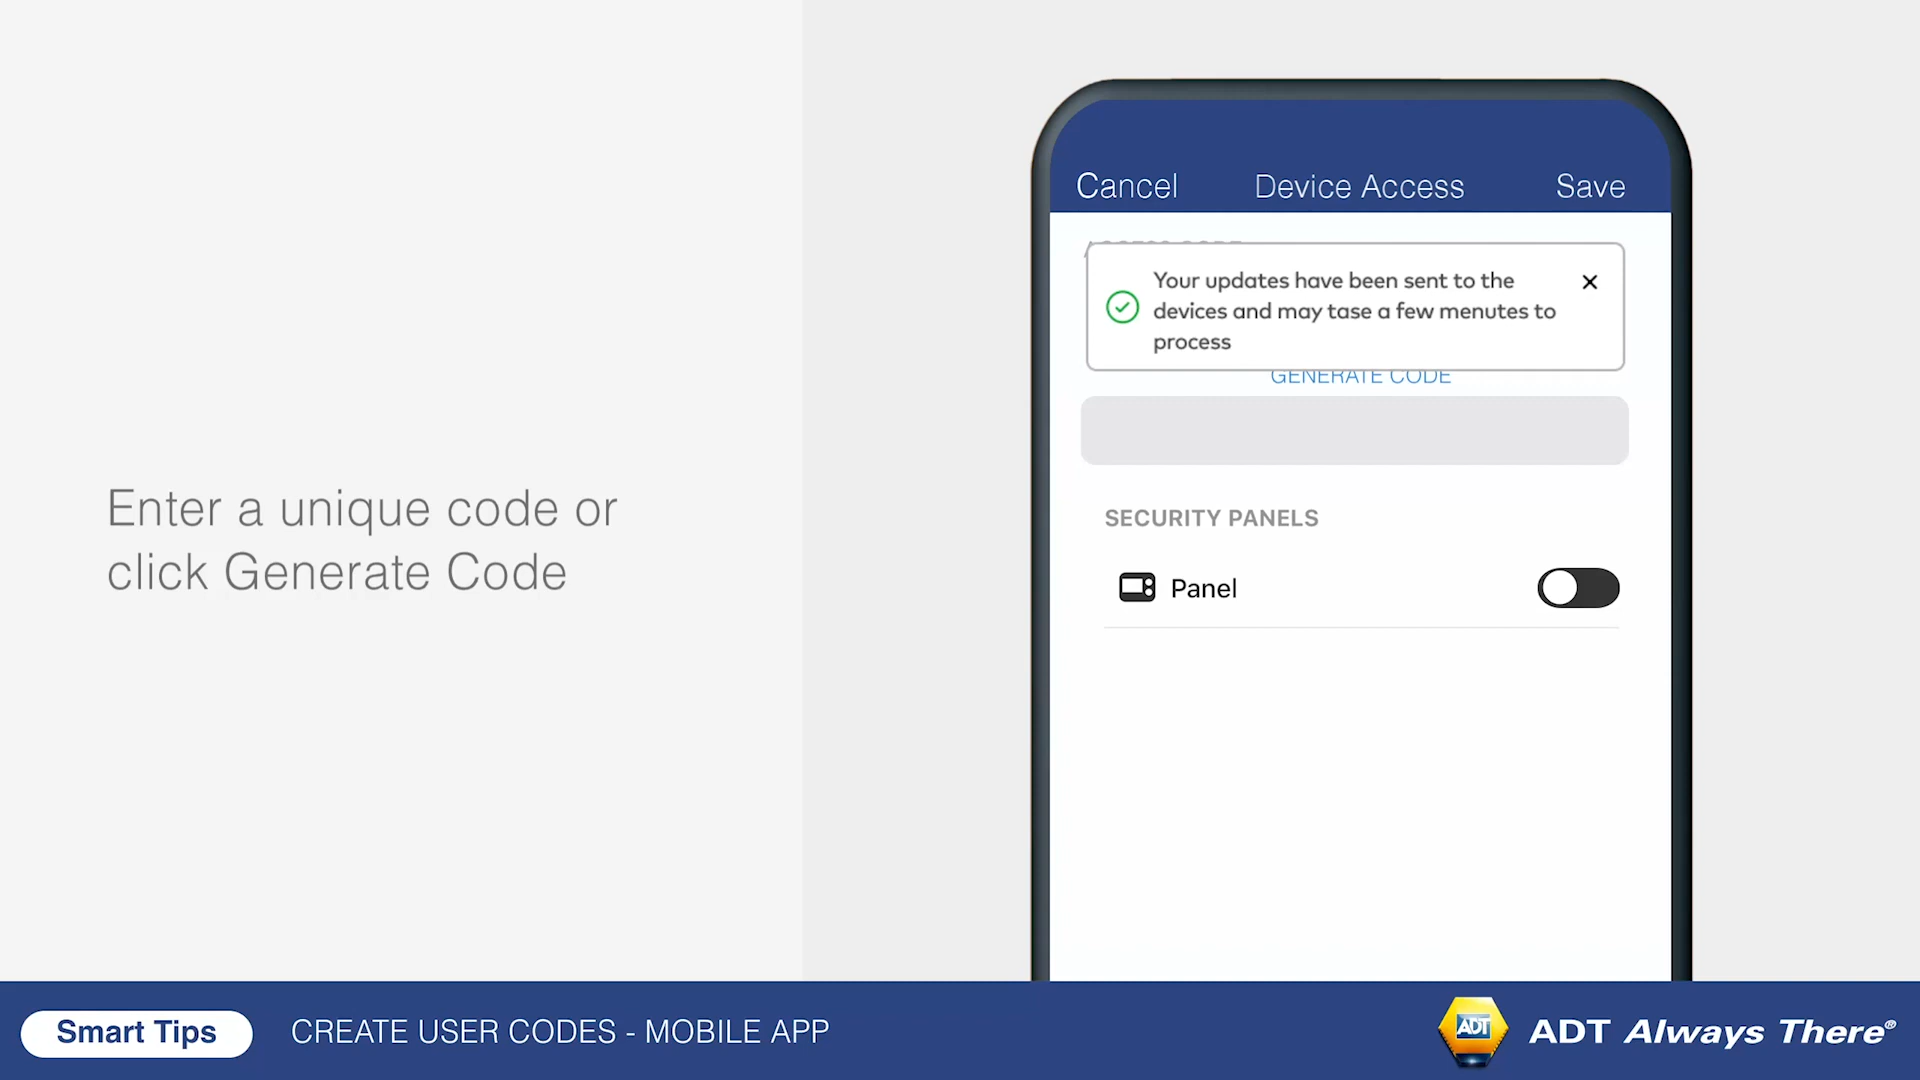 Enter a unique code or
click Generate Code
Cancel Device Access Save
ACCESS CODE
Your updates have been sent to the
devices and may tase a few menutes to
process
GENERATE CODE
SECURITY PANELS
Panel
Smart Tips CREATE USER CODES - MOBILE APP
ADT ADT Always There®